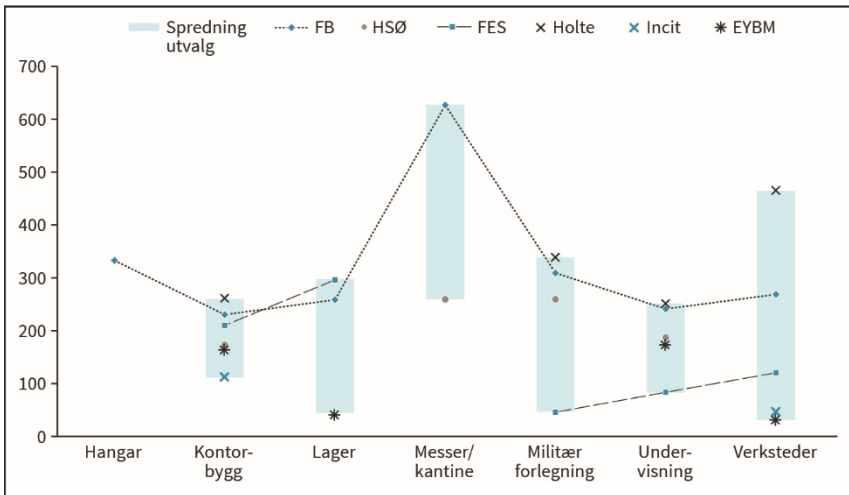 Spredning
utvalg
FB
HSØ
FES
Holte
Incit
EYBM
700
600
500
400
300
200
100
0
Hangar
Kontor-
bygg
Lager
Messer/
kantine
Militær
forlegning
Under-
visning
Verksteder